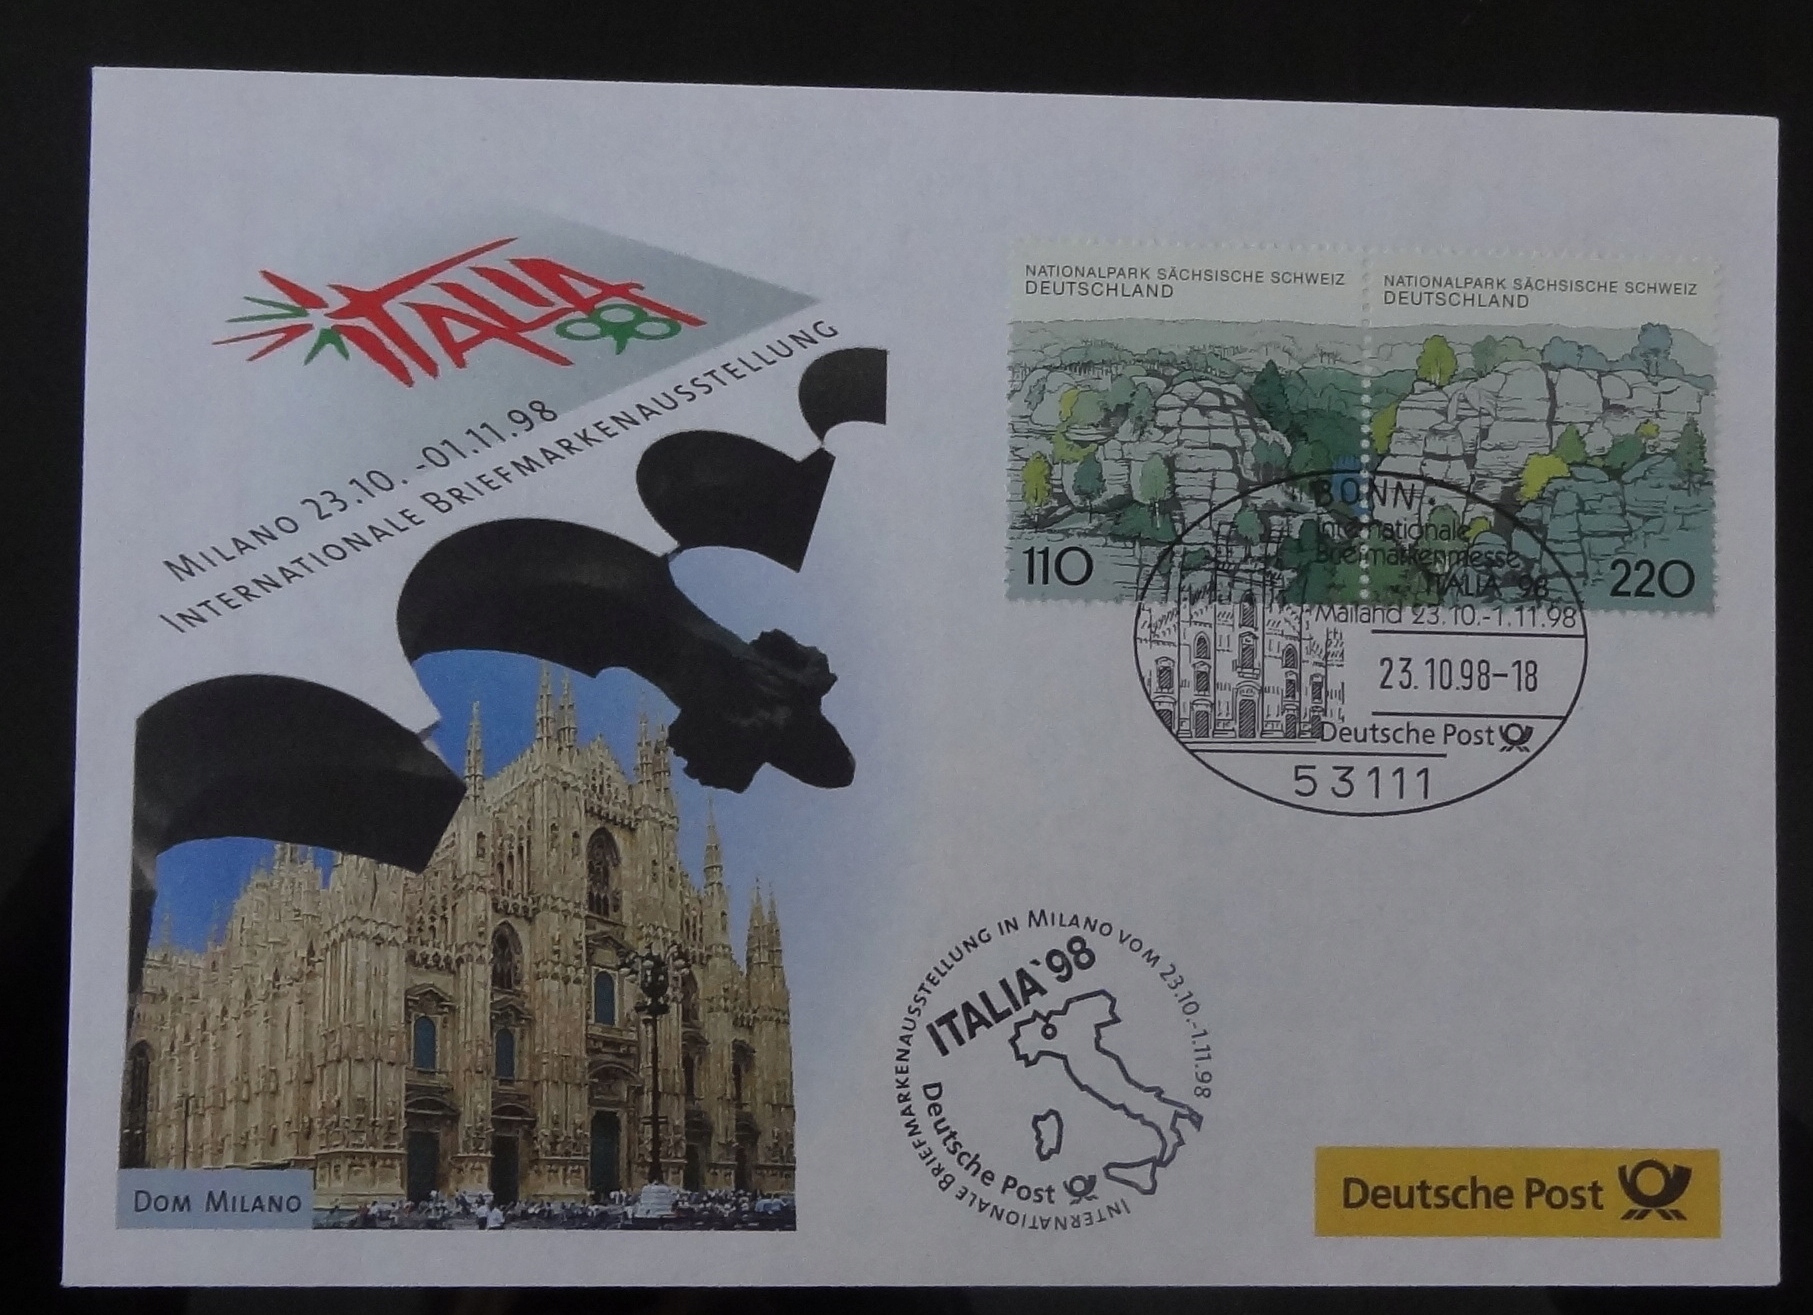 ITALIA 98
MILANO 23.10. -01.11.98
INTERNATIONALE BRIEFMARKENAUSSTELLUNG
DOM MILANO
NATIONALPARK SÄCHSISCHE SCHWEIZ
DEUTSCHLAND
110
NATIONALPARK SÄCHSISCHE SCHWEIZ
DEUTSCHLAND
220
BONN
Internationale
Briefmarkenmesse
ITALIA '98
Mailand 23.10.-1.11.98
23.10.98-18
Deutsche Post
53111
INTERNATIONALE BRIEFMARKENAUSSTELLUNG IN MILANO VOM 23.10.-1.11.98
ITALIA`98
Deutsche Post
Deutsche Post